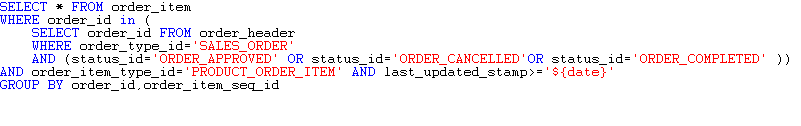 SELECT * FROM order_item
WHERE order_id in (
SELECT order_id FROM order_header
WHERE order_type_id='SALES_ORDER'
AND (status_id='ORDER_APPROVED' OR status_id='ORDER_CANCELLED'OR status_id='ORDER_COMPLETED' ))
AND order_item_type_id='PRODUCT_ORDER_ITEM' AND last_updated_stamp>='${date}'
GROUP BY order_id,order_item_seq_id